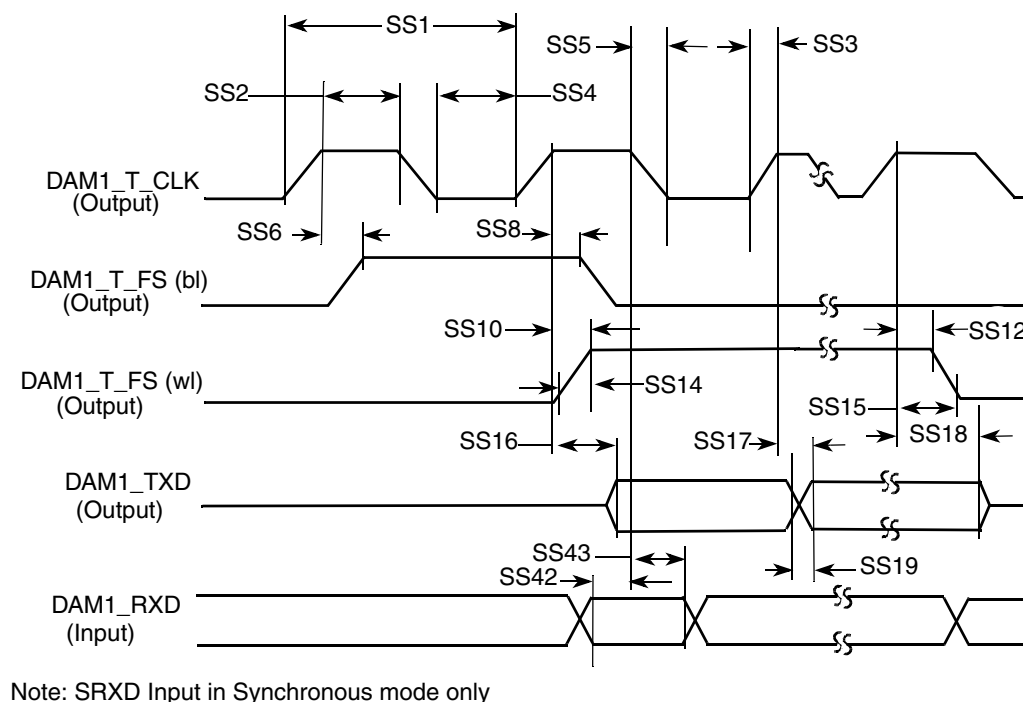 SS1
SS5
SS3
SS2
SS4
DAM1_T_CLK
(Output)
SS6
SS8
DAM1_T_FS (bl)
(Output)
SS10
SS12
DAM1_T_FS (wl)
(Output)
SS14
SS15
SS16
SS17
SS18
DAM1_TXD
(Output)
SS43
SS42
SS19
DAM1_RXD
(Input)
Note: SRXD Input in Synchronous mode only